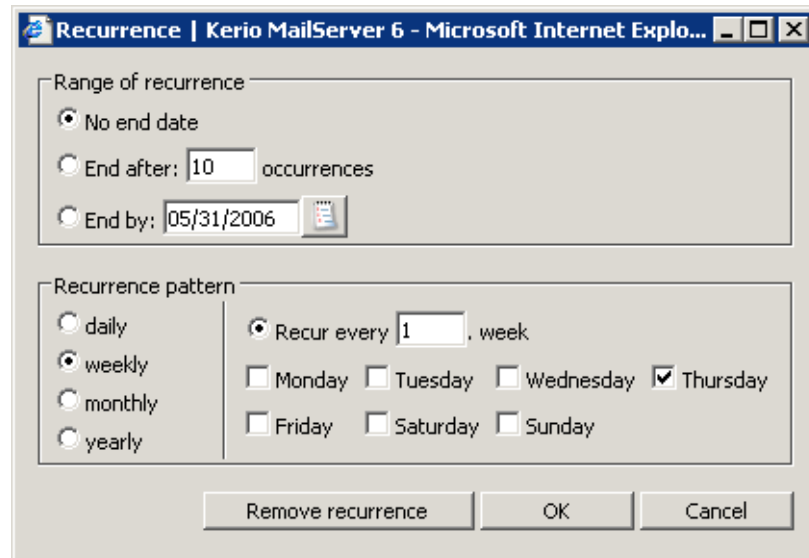 Recurrence | Kerio MailServer 6 - Microsoft Internet Explo...
Range of recurrence
No end date
End after: 10 occurrences
End by: 05/31/2006
Recurrence pattern
daily
weekly
monthly
yearly
Recur every 1 . week
Monday Tuesday Wednesday Thursday
Friday Saturday Sunday
Remove recurrence OK Cancel